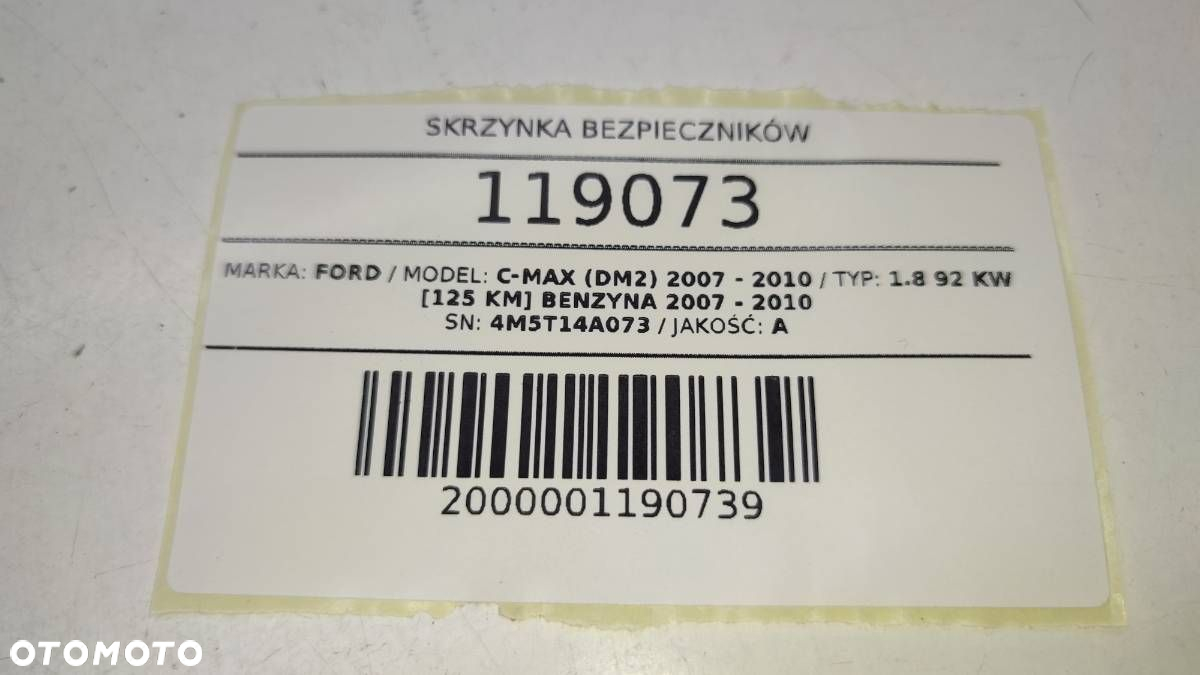 SKRZYNKA BEZPIECZNIKÓW
119073
MARKA: FORD / MODEL: C-MAX (DM2) 2007 - 2010 / TYP: 1.8 92 KW
[125 KM] BENZYNA 2007 - 2010
SN: 4M5T14A073 / JAKOŚĆ: A
2000001190739
OTOMOTO